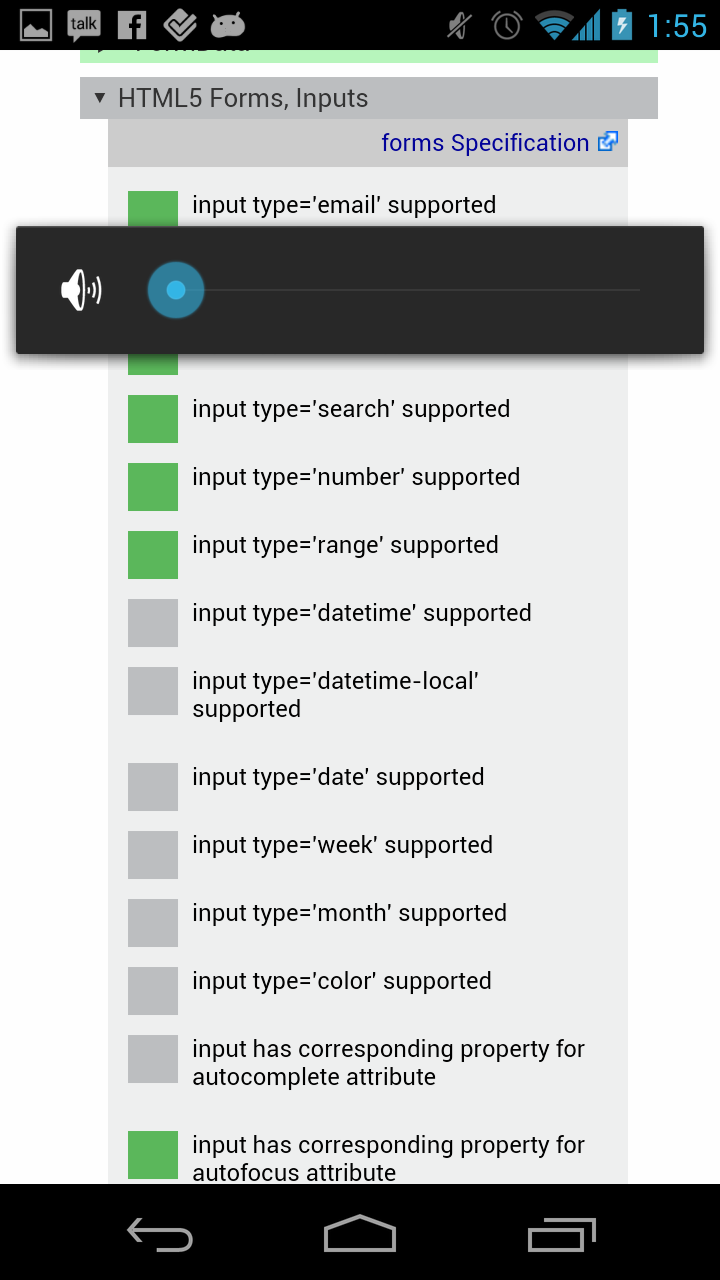 talk
1:55
▼ HTML5 Forms, Inputs
forms Specification
input type='email' supported
input type='search' supported
input type='number' supported
input type='range' supported
input type='datetime' supported
input type='datetime-local'
supported
input type='date' supported
input type='week' supported
input type='month' supported
input type='color' supported
input has corresponding property for
autocomplete attribute
input has corresponding property for
autofocus attribute